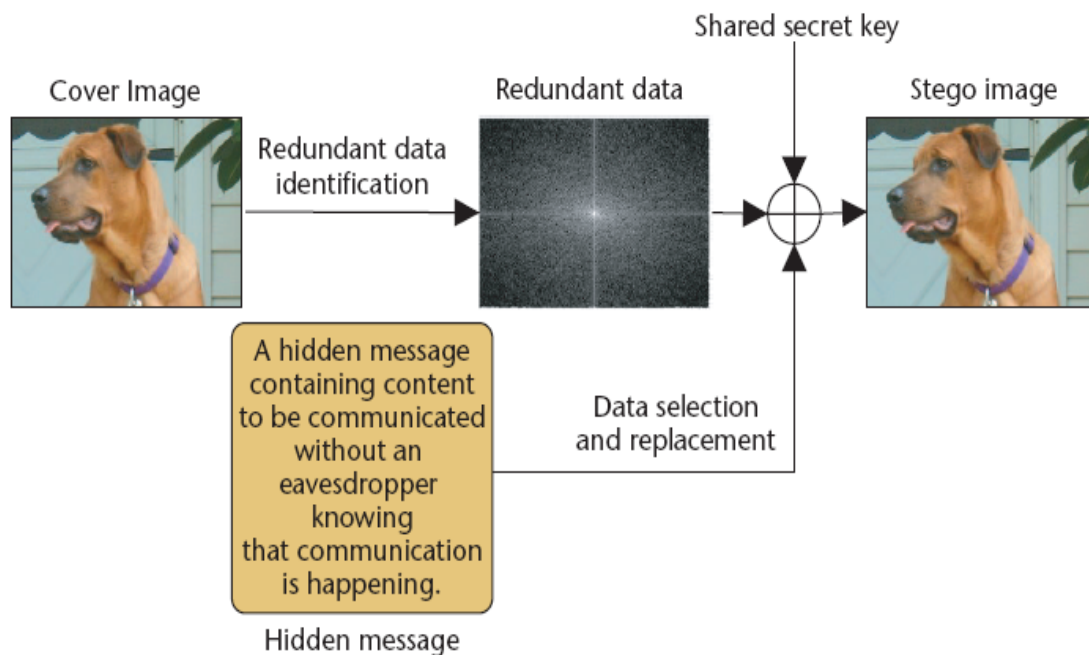 Shared secret key
Cover Image
Redundant data
Stego image
Redundant data
identification
A hidden message
containing content
to be communicated
without an
eavesdropper
knowing
that communication
is happening.
Data selection
and replacement
Hidden message